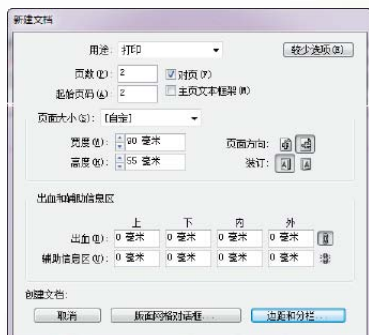 新建文档
用途: 打印 较少选项(O)
页数(P): 2 对页(F)
起始页码(A): 2 主页文本框架(M)
页面大小(S): [自定]
宽度(W): 90 毫米 页面方向:
高度(H): 55 毫米 装订:
出血和辅助信息区
上 下 内 外
出血(D): 0 毫米 0 毫米 0 毫米 0 毫米
辅助信息区(U): 0 毫米 0 毫米 0 毫米 0 毫米
创建文档:
取消 版面网格对话框... 边距和分栏...